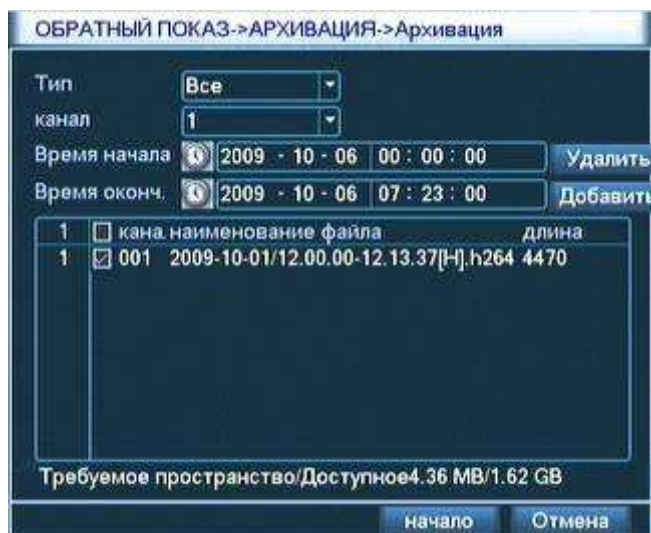 ОБРАТНЫЙ ПОКАЗ->АРХИВАЦИЯ->Архивация
Тип Все
канал 1
Время начала 2009 - 10 - 06 00 : 00 : 00 Удалить
Время оконч. 2009 - 10 - 06 07 : 23 : 00 Добавить
1 кана. наименование файла длина
1 001 2009-10-01/12.00.00-12.13.37[H].h264 4470
Требуемое пространство/Доступное4.36 MB/1.62 GB
начало Отмена